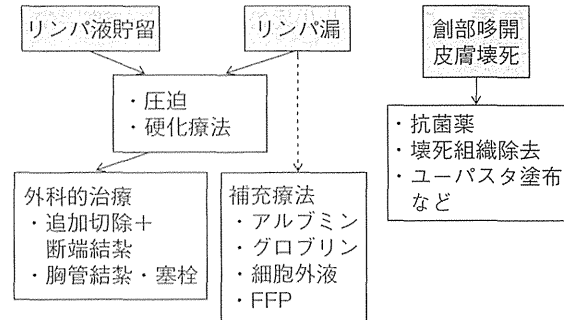 リンパ液貯留
リンパ漏
創部哆開
皮膚壊死
・圧迫
・硬化療法
・抗菌薬
・壊死組織除去
・ユーパスタ塗布
など
外科的治療
・追加切除＋
断端結紮
・胸管結紮・塞栓
補充療法
・アルブミン
・グロブリン
・細胞外液
・FFP